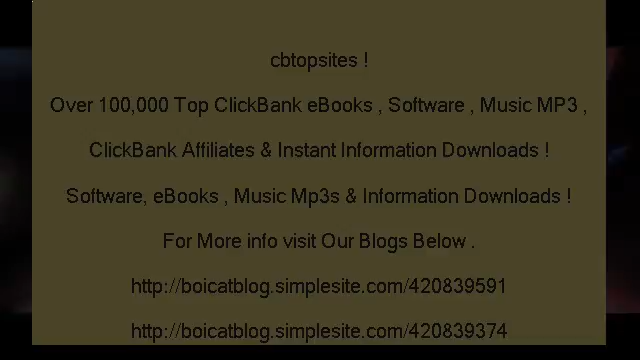 cbtopsites !
Over 100,000 Top ClickBank eBooks , Software , Music MP3 ,
ClickBank Affiliates & Instant Information Downloads !
Software, eBooks , Music Mp3s & Information Downloads !
For More info visit Our Blogs Below .
http://boicatblog.simplesite.com/420839591
http://boicatblog.simplesite.com/420839374